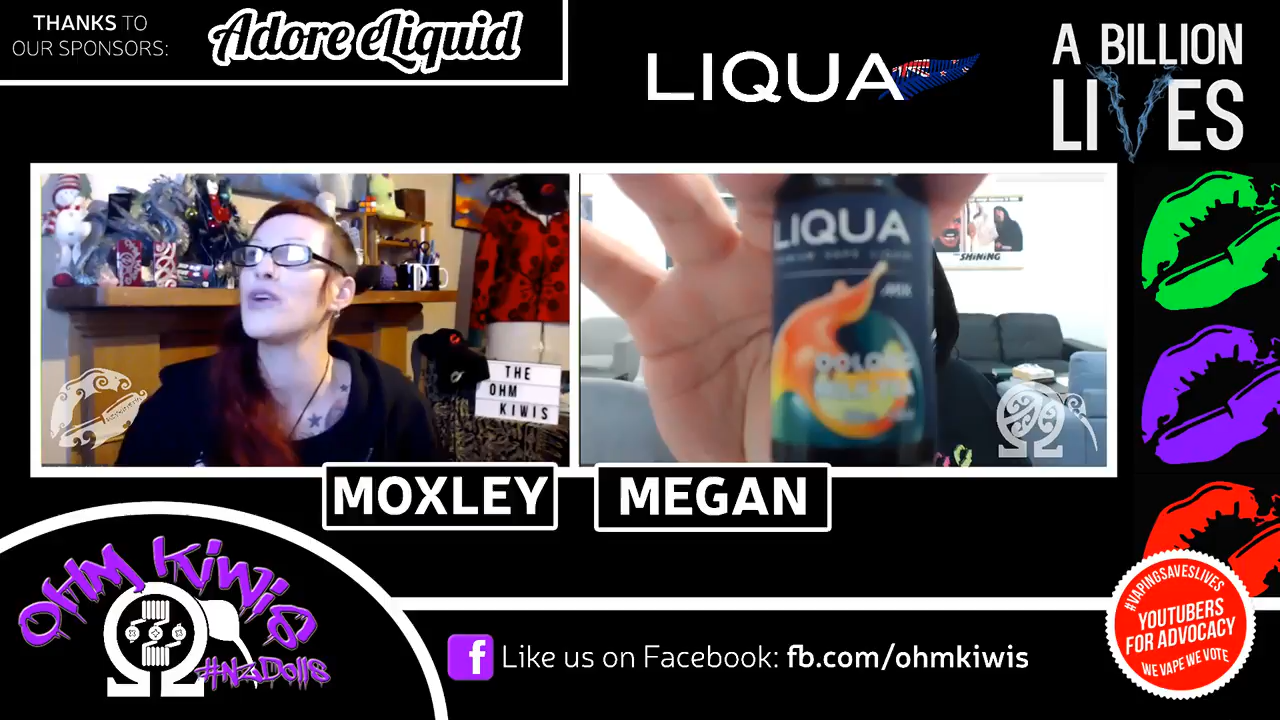 THANKS TO
OUR SPONSORS:
Adore eLiquid
LIQUA
A BILLION
LIVES
LIQUA
THE
SHiNiNG
THE
OHM
KIWIS
MOXLEY
MEGAN
OHM KiWiS
#NZDolls
Like us on Facebook: fb.com/ohmkiwis
#VAPINGSAVESLIVES
YOUTUBERS
FOR ADVOCACY
WE VAPE WE VOTE